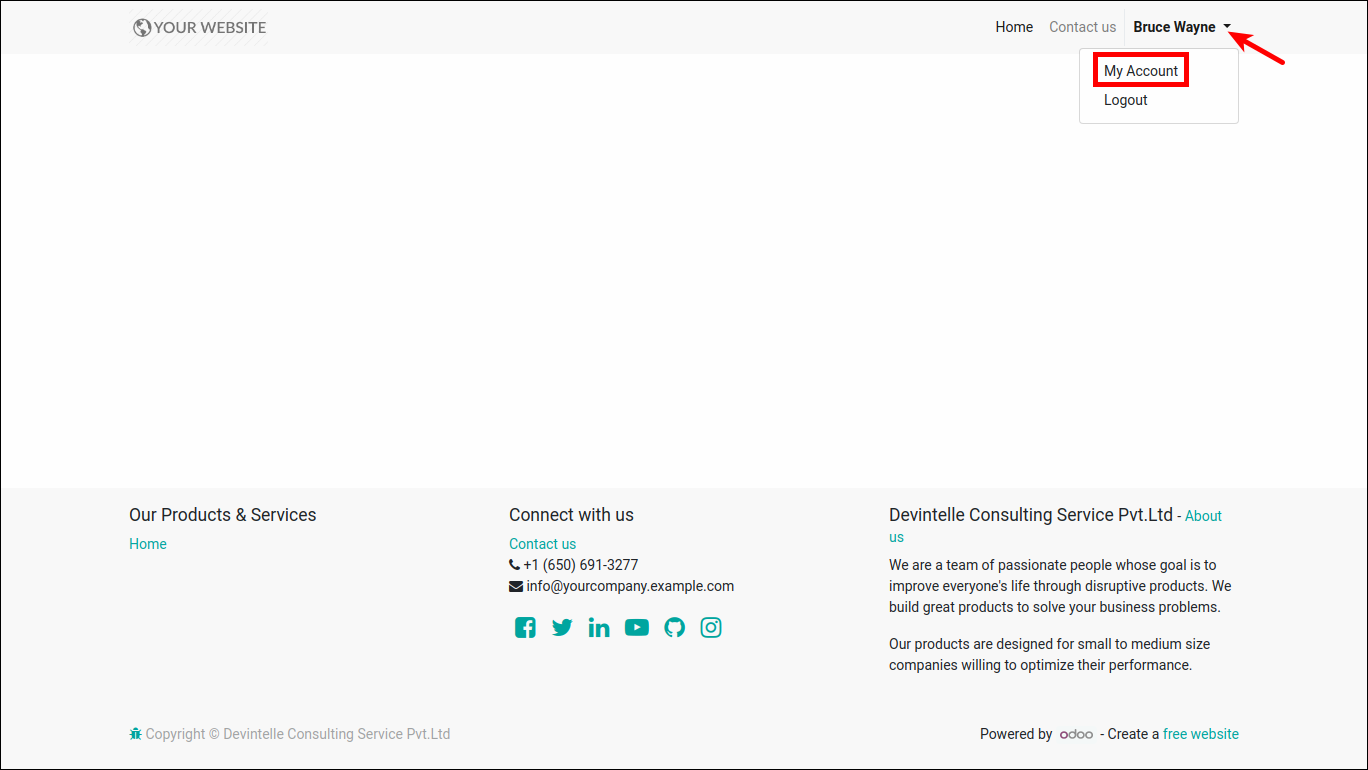 YOUR WEBSITE
Home Contact us Bruce Wayne
My Account
Logout
Our Products & Services
Home
Connect with us
Contact us
+1 (650) 691-3277
info@yourcompany.example.com
Devintelle Consulting Service Pvt.Ltd - About
us
We are a team of passionate people whose goal is to
improve everyone's life through disruptive products. We
build great products to solve your business problems.
Our products are designed for small to medium size
companies willing to optimize their performance.
Copyright © Devintelle Consulting Service Pvt.Ltd
Powered by odoo - Create a free website